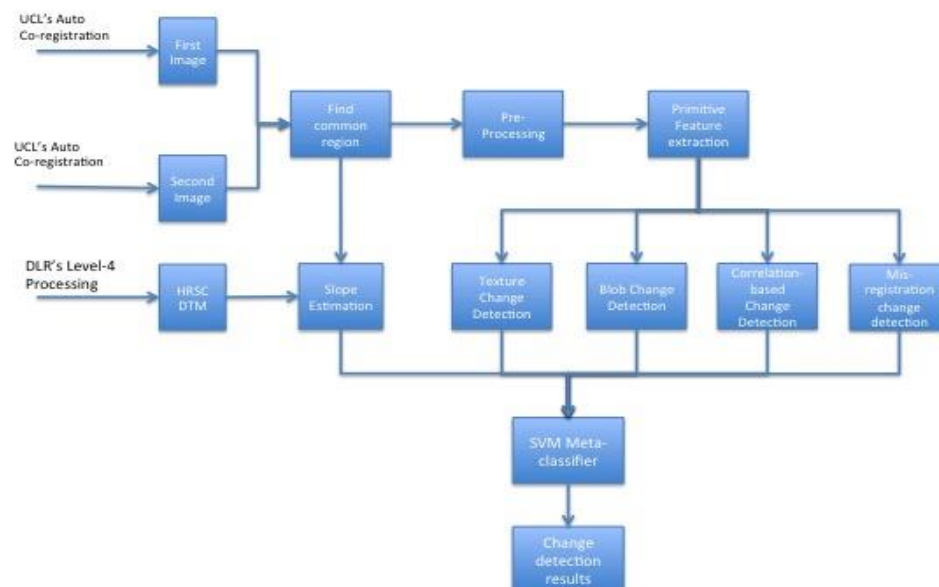 UCL's Auto
Co-registration
First
Image
Find
common
region
Pre-
Processing
Primitive
Feature
extraction
UCL's Auto
Co-registration
Second
Image
DLR's Level-4
Processing
HRSC
DTM
Slope
Estimation
Texture
Change
Detection
Blob Change
Detection
Correlation-
based
Change
Detection
Mis-
registration
change
detection
SVM Meta-
classifier
Change
detection
results